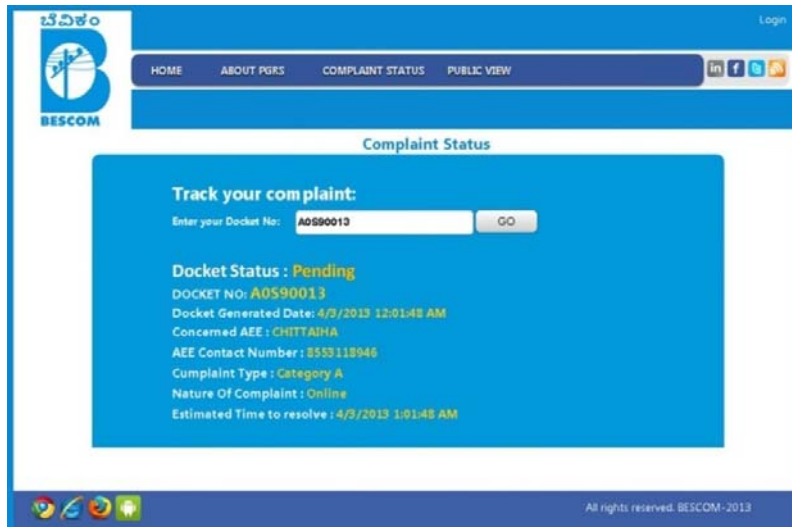 ಬೆವಿಕಂ
BESCOM
Login
HOME ABOUT PGRS COMPLAINT STATUS PUBLIC VIEW
in f
Complaint Status
Track your complaint:
Enter your Docket No: A0S90013 GO
Docket Status : Pending
DOCKET NO: A0S90013
Docket Generated Date: 4/3/2013 12:01:48 AM
Concerned AEE : CHITTAIHA
AEE Contact Number : 8553118946
Cumplaint Type : Category A
Nature Of Complaint : Online
Estimated Time to resolve : 4/3/2013 1:01:48 AM
All rights reserved. BESCOM-2013